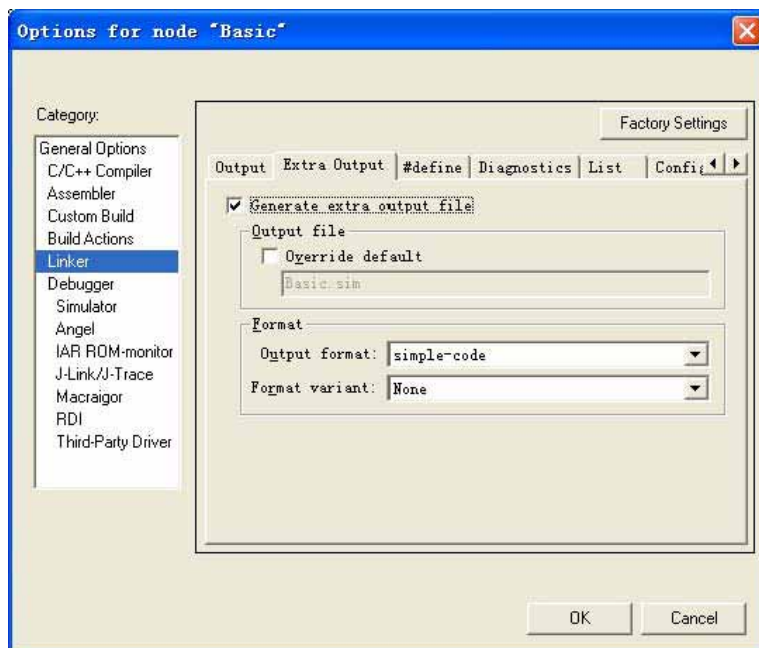 Options for node "Basic"
Category:
General Options
C/C++ Compiler
Assembler
Custom Build
Build Actions
Linker
Debugger
Simulator
Angel
IAR ROM-monitor
J-Link/J-Trace
Macraigor
RDI
Third-Party Driver
Factory Settings
Output Extra Output #define Diagnostics List Config
Generate extra output file
Output file
Override default
Basic.sim
Format
Output format: simple-code
Format variant: None
OK Cancel